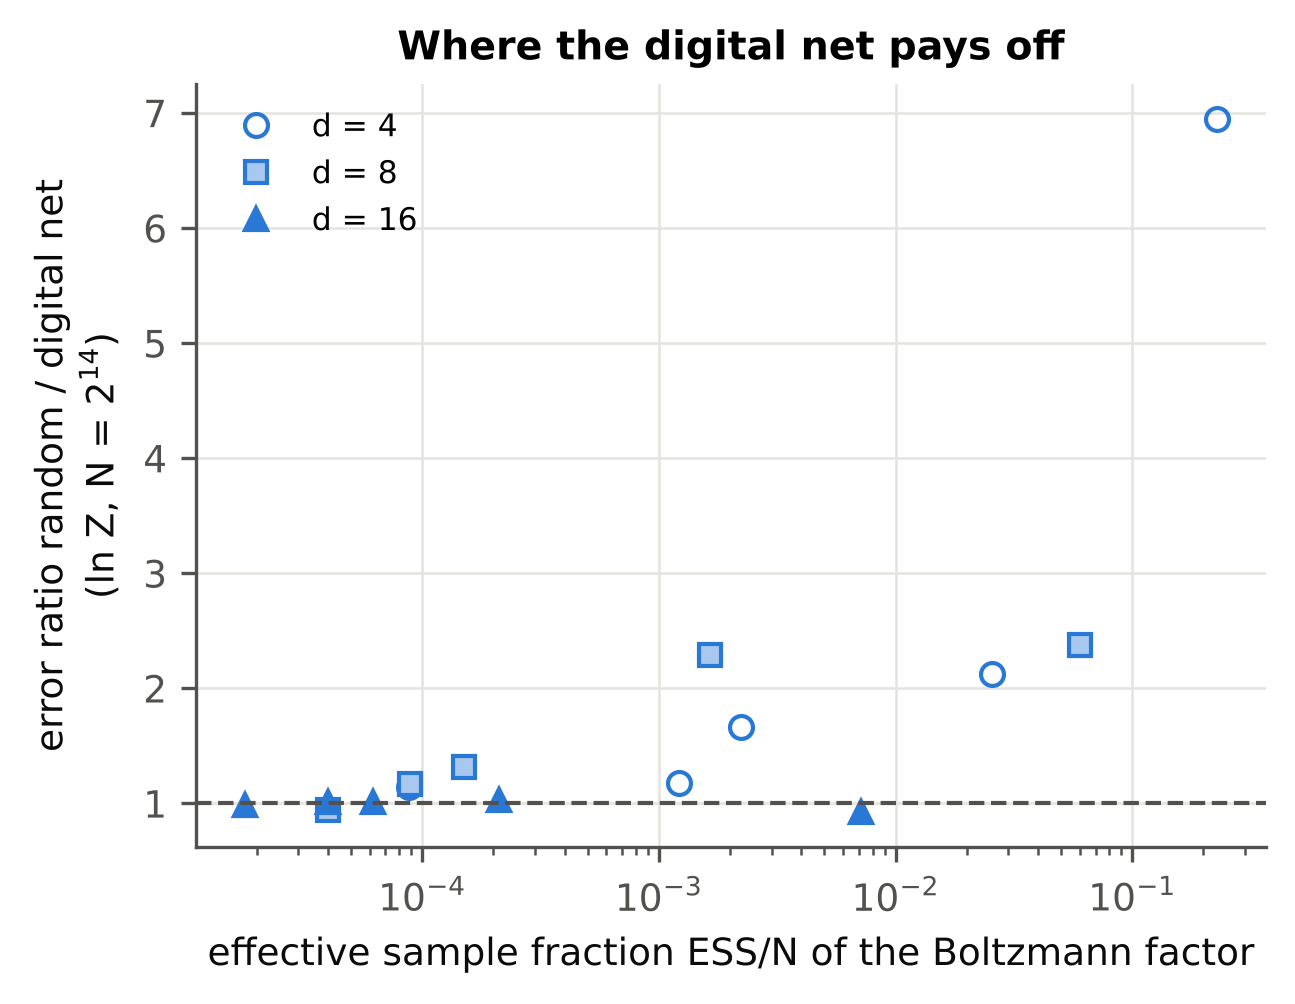 Where the digital net pays off
d = 4
d = 8
d = 16
error ratio random / digital net
(ln Z, N = 2¹⁴)
7
6
5
4
3
2
1
10⁻⁴
10⁻³
10⁻²
10⁻¹
effective sample fraction ESS/N of the Boltzmann factor